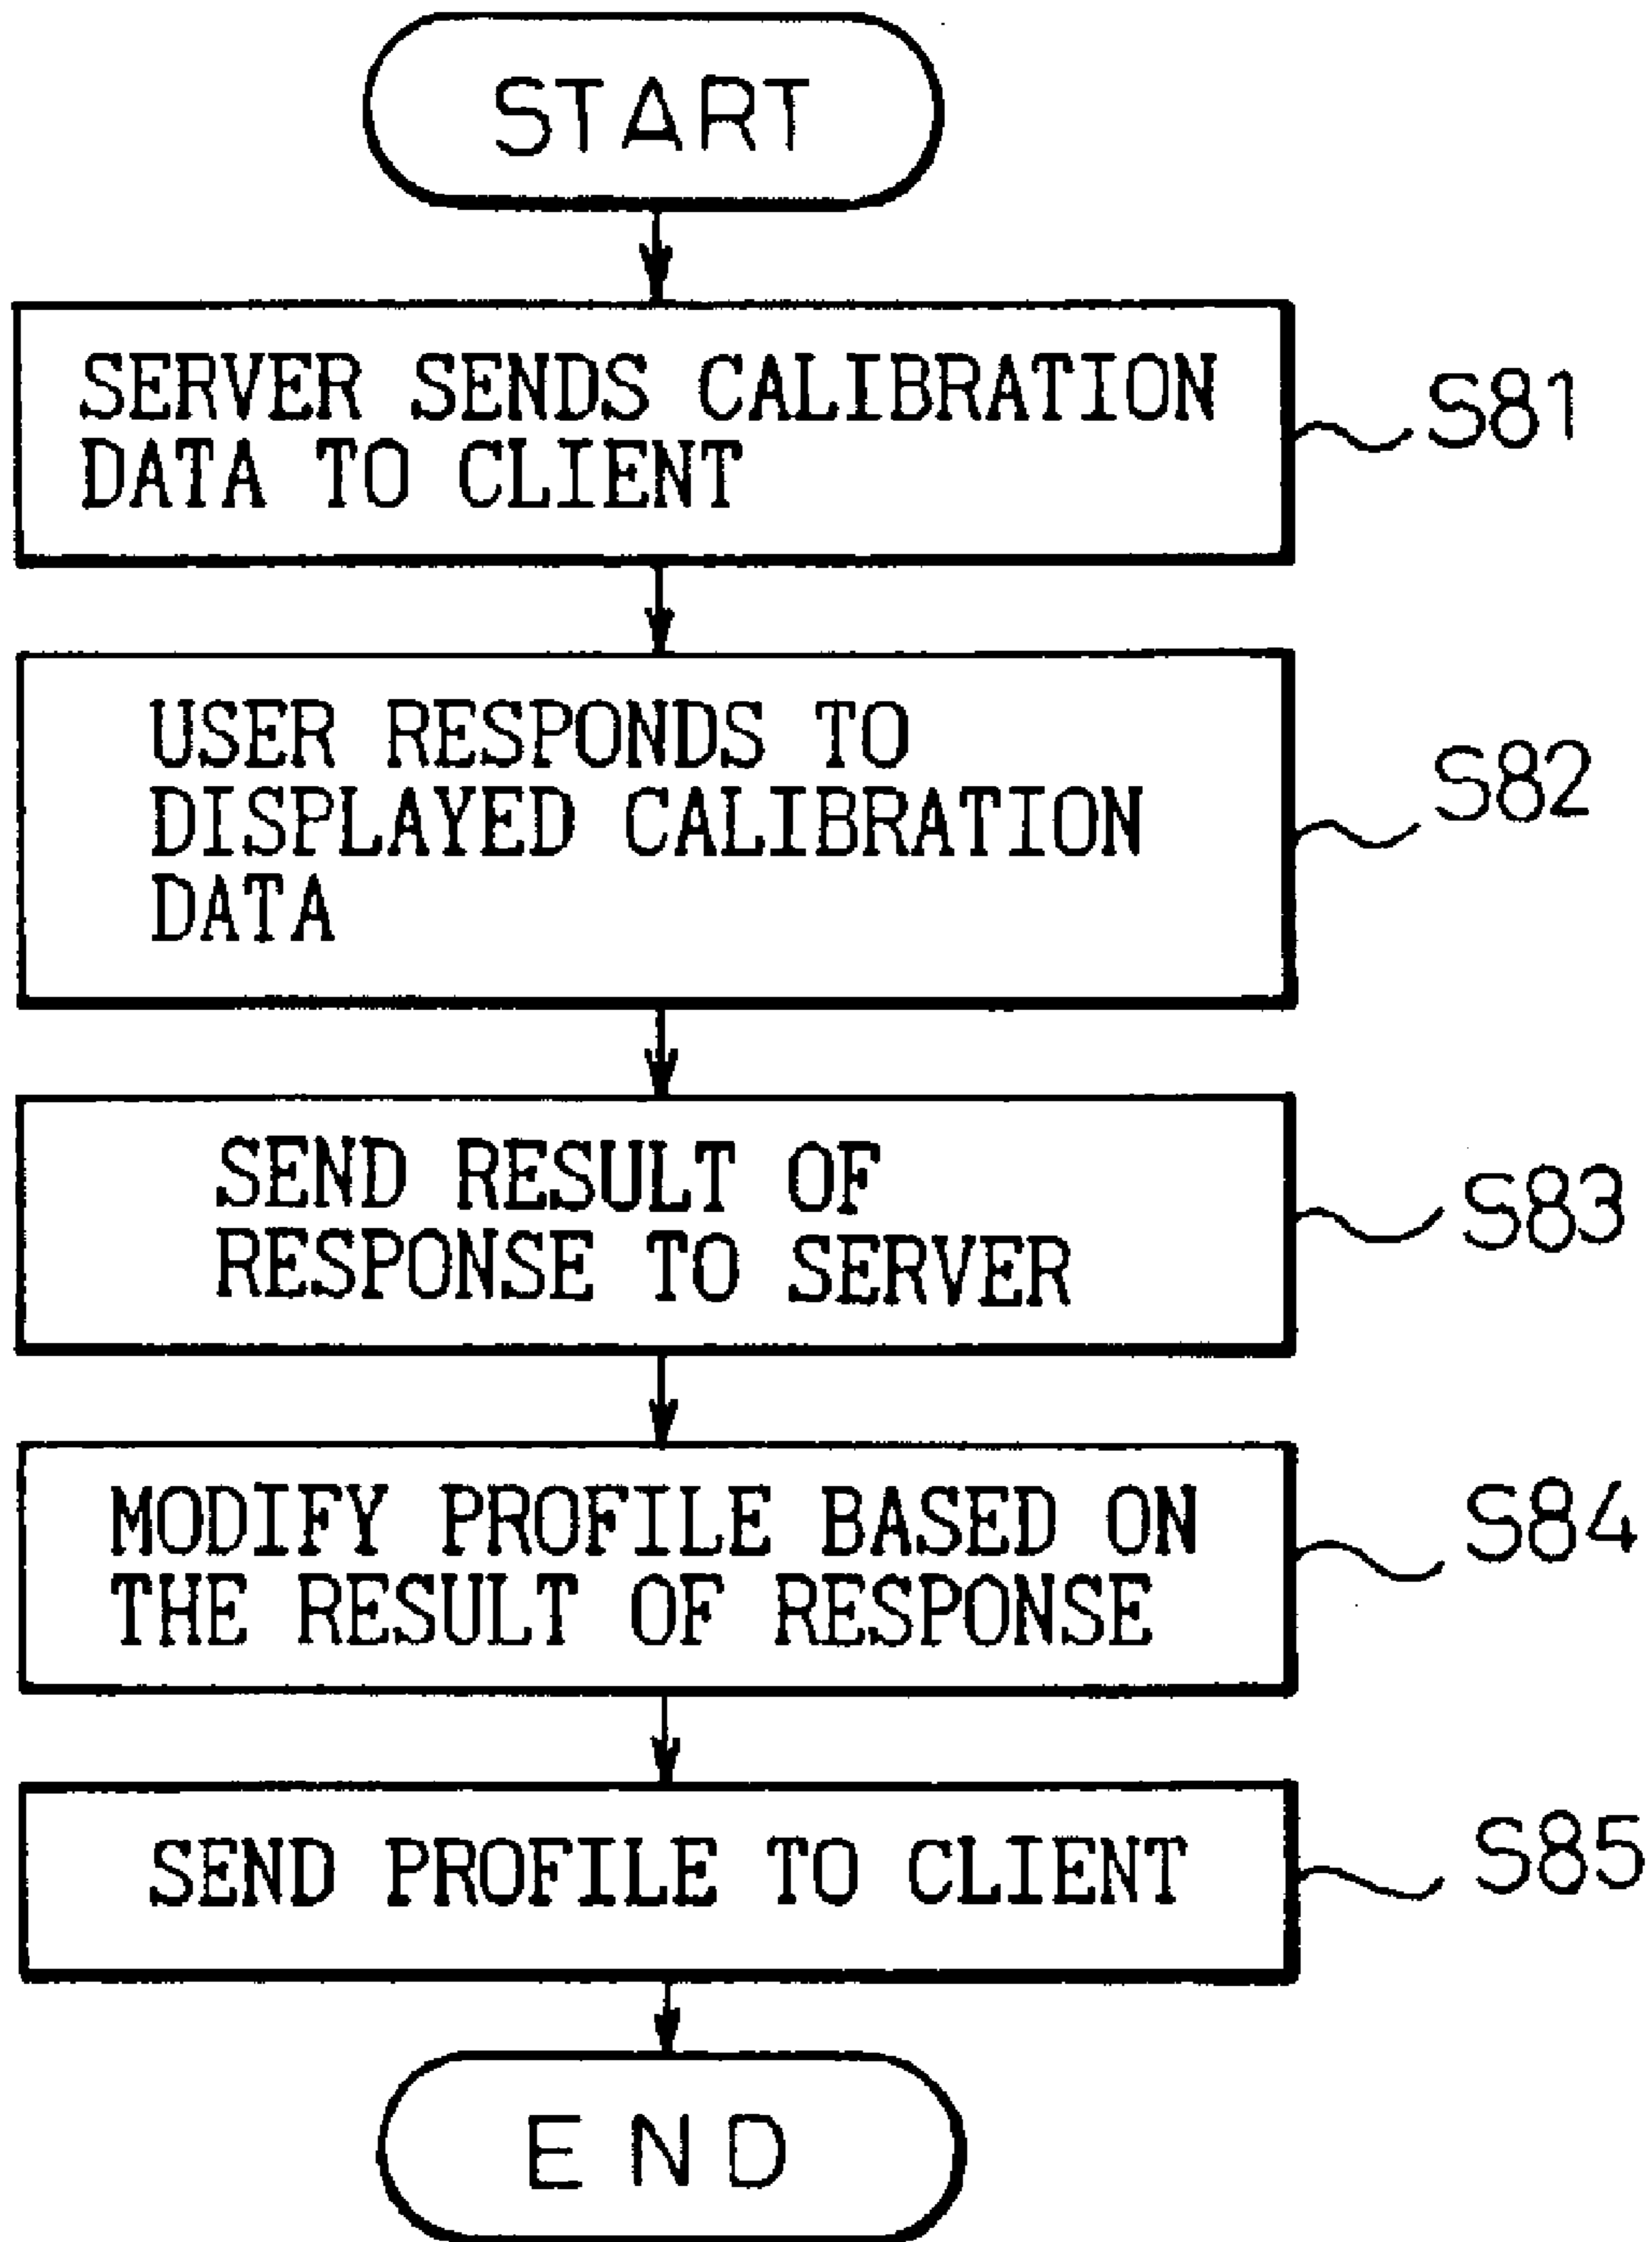 START
SERVER SENDS CALIBRATION
DATA TO CLIENT
S81
USER RESPONDS TO
DISPLAYED CALIBRATION
DATA
S82
SEND RESULT OF
RESPONSE TO SERVER
S83
MODIFY PROFILE BASED ON
THE RESULT OF RESPONSE
S84
SEND PROFILE TO CLIENT
S85
END